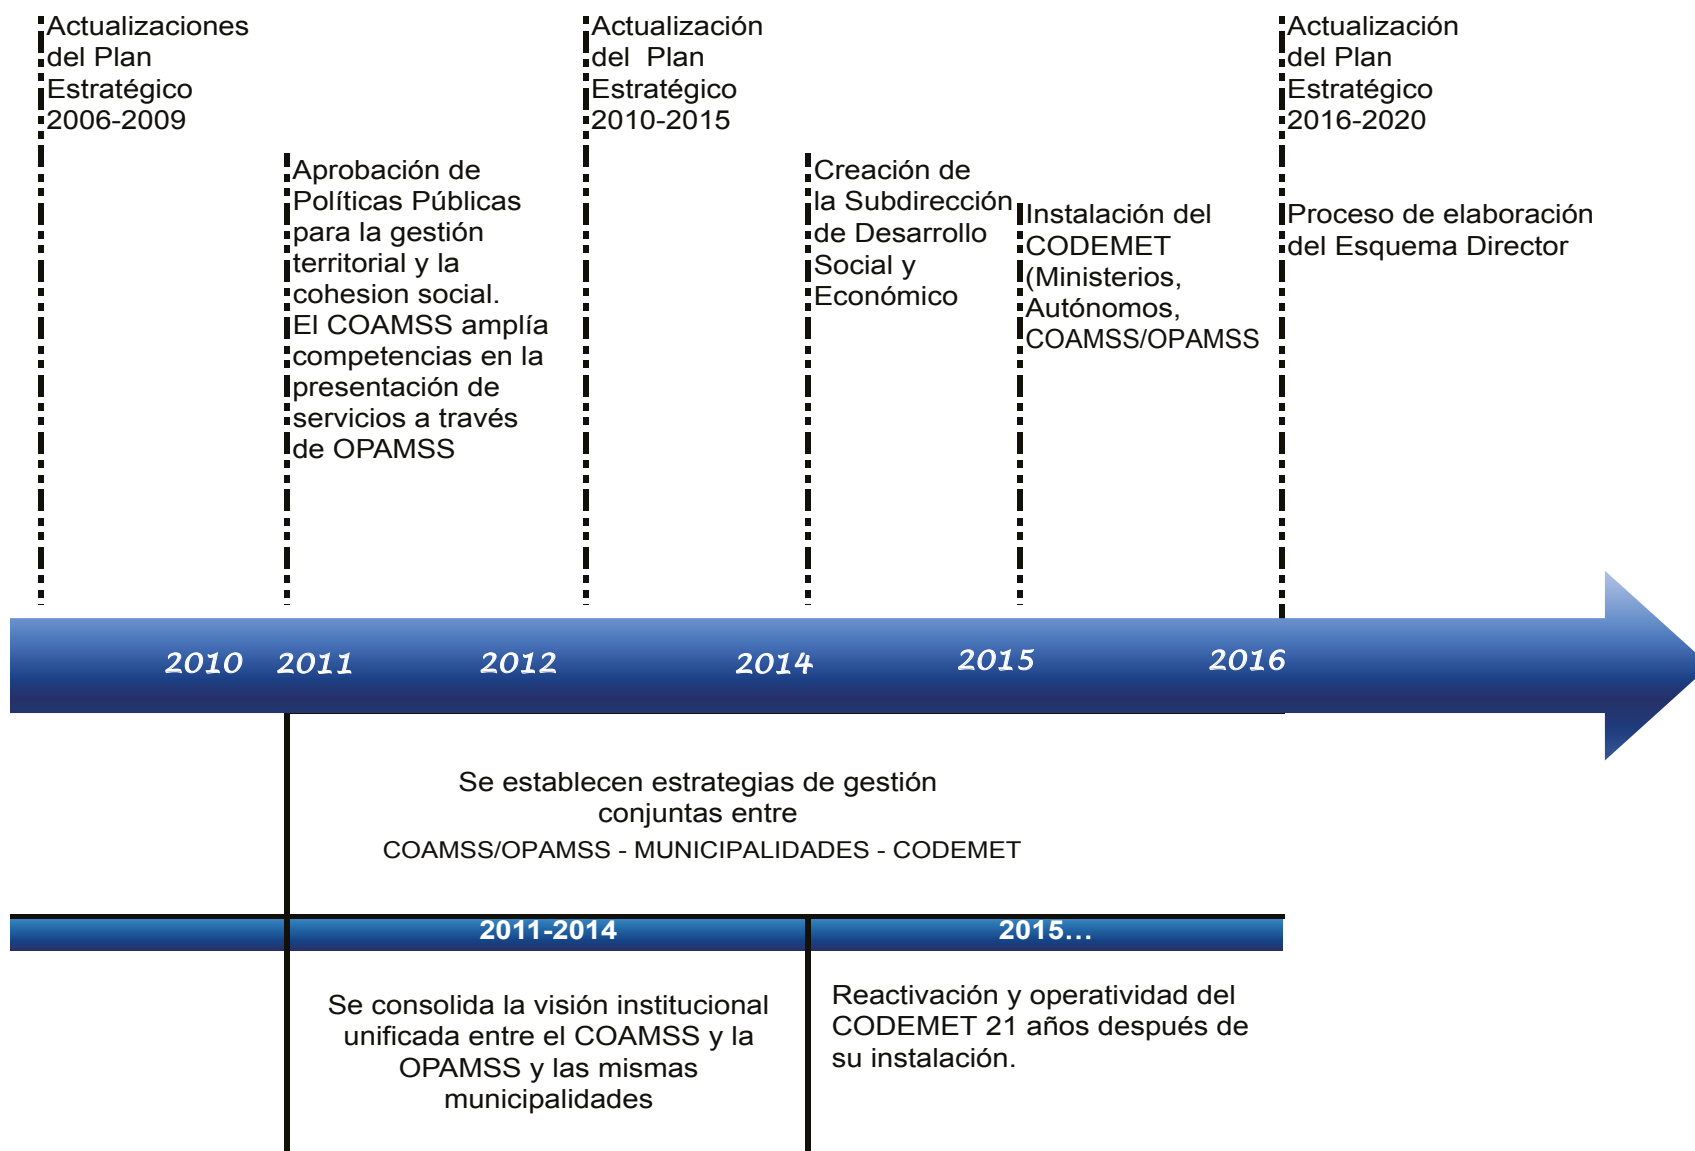 Actualizaciones
del Plan
Estratégico
2006-2009
Aprobación de
Políticas Públicas
para la gestión
territorial y la
cohesion social.
El COAMSS amplía
competencias en la
presentación de
servicios a través
de OPAMSS
Actualización
del Plan
Estratégico
2010-2015
Creación de
la Subdirección
de Desarrollo
Social y
Económico
Instalación del
CODEMET
(Ministerios,
Autónomos,
COAMSS/OPAMSS
Actualización
del Plan
Estratégico
2016-2020
Proceso de elaboración
del Esquema Director
2010 2011 2012 2014 2015 2016
Se establecen estrategias de gestión
conjuntas entre
COAMSS/OPAMSS - MUNICIPALIDADES - CODEMET
2011-2014
Se consolida la visión institucional
unificada entre el COAMSS y la
OPAMSS y las mismas
municipalidades
2015...
Reactivación y operatividad del
CODEMET 21 años después de
su instalación.